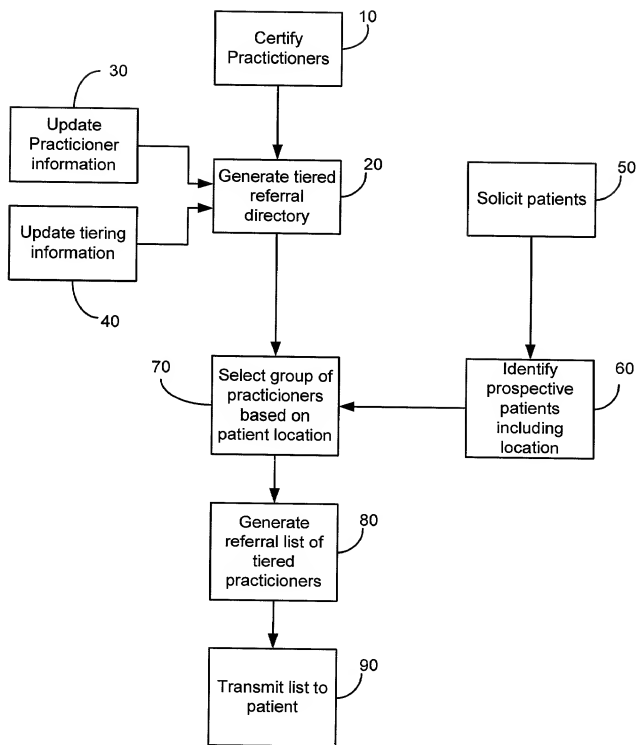 10
Certify
Practictioners
30
Update
Practicioner
information
20
Generate tiered
referral
directory
50
Solicit patients
Update tiering
information
40
70
Select group of
practicioners
based on
patient location
60
Identify
prospective
patients
including
location
80
Generate
referral list of
tiered
practicioners
90
Transmit list to
patient